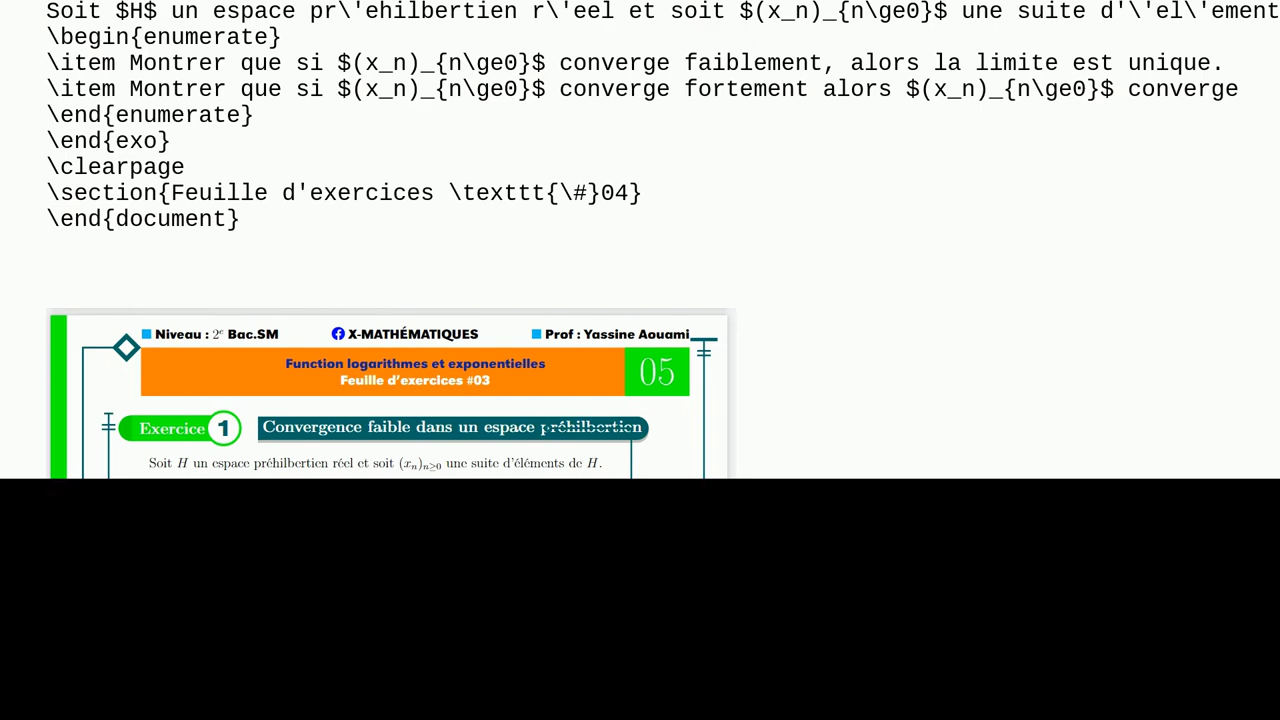 Soit $H$ un espace pr\'ehilbertien r\'eel et soit $(x_n)_{n\ge0}$ une suite d'\'el\'ement
\begin{enumerate}
\item Montrer que si $(x_n)_{n\ge0}$ converge faiblement, alors la limite est unique.
\item Montrer que si $(x_n)_{n\ge0}$ converge fortement alors $(x_n)_{n\ge0}$ converge
\end{enumerate}
\end{exo}
\clearpage
\section{Feuille d'exercices \texttt{\#}04}
\end{document}
Niveau : 2e Bac.SM X-MATHÉMATIQUES Prof : Yassine Aouami
Function logarithmes et exponentielles
Feuille d'exercices #03
05
Exercice 1 Convergence faible dans un espace préhilbertien
Soit H un espace préhilbertien réel et soit (xn)n≥0 une suite d'éléments de H.